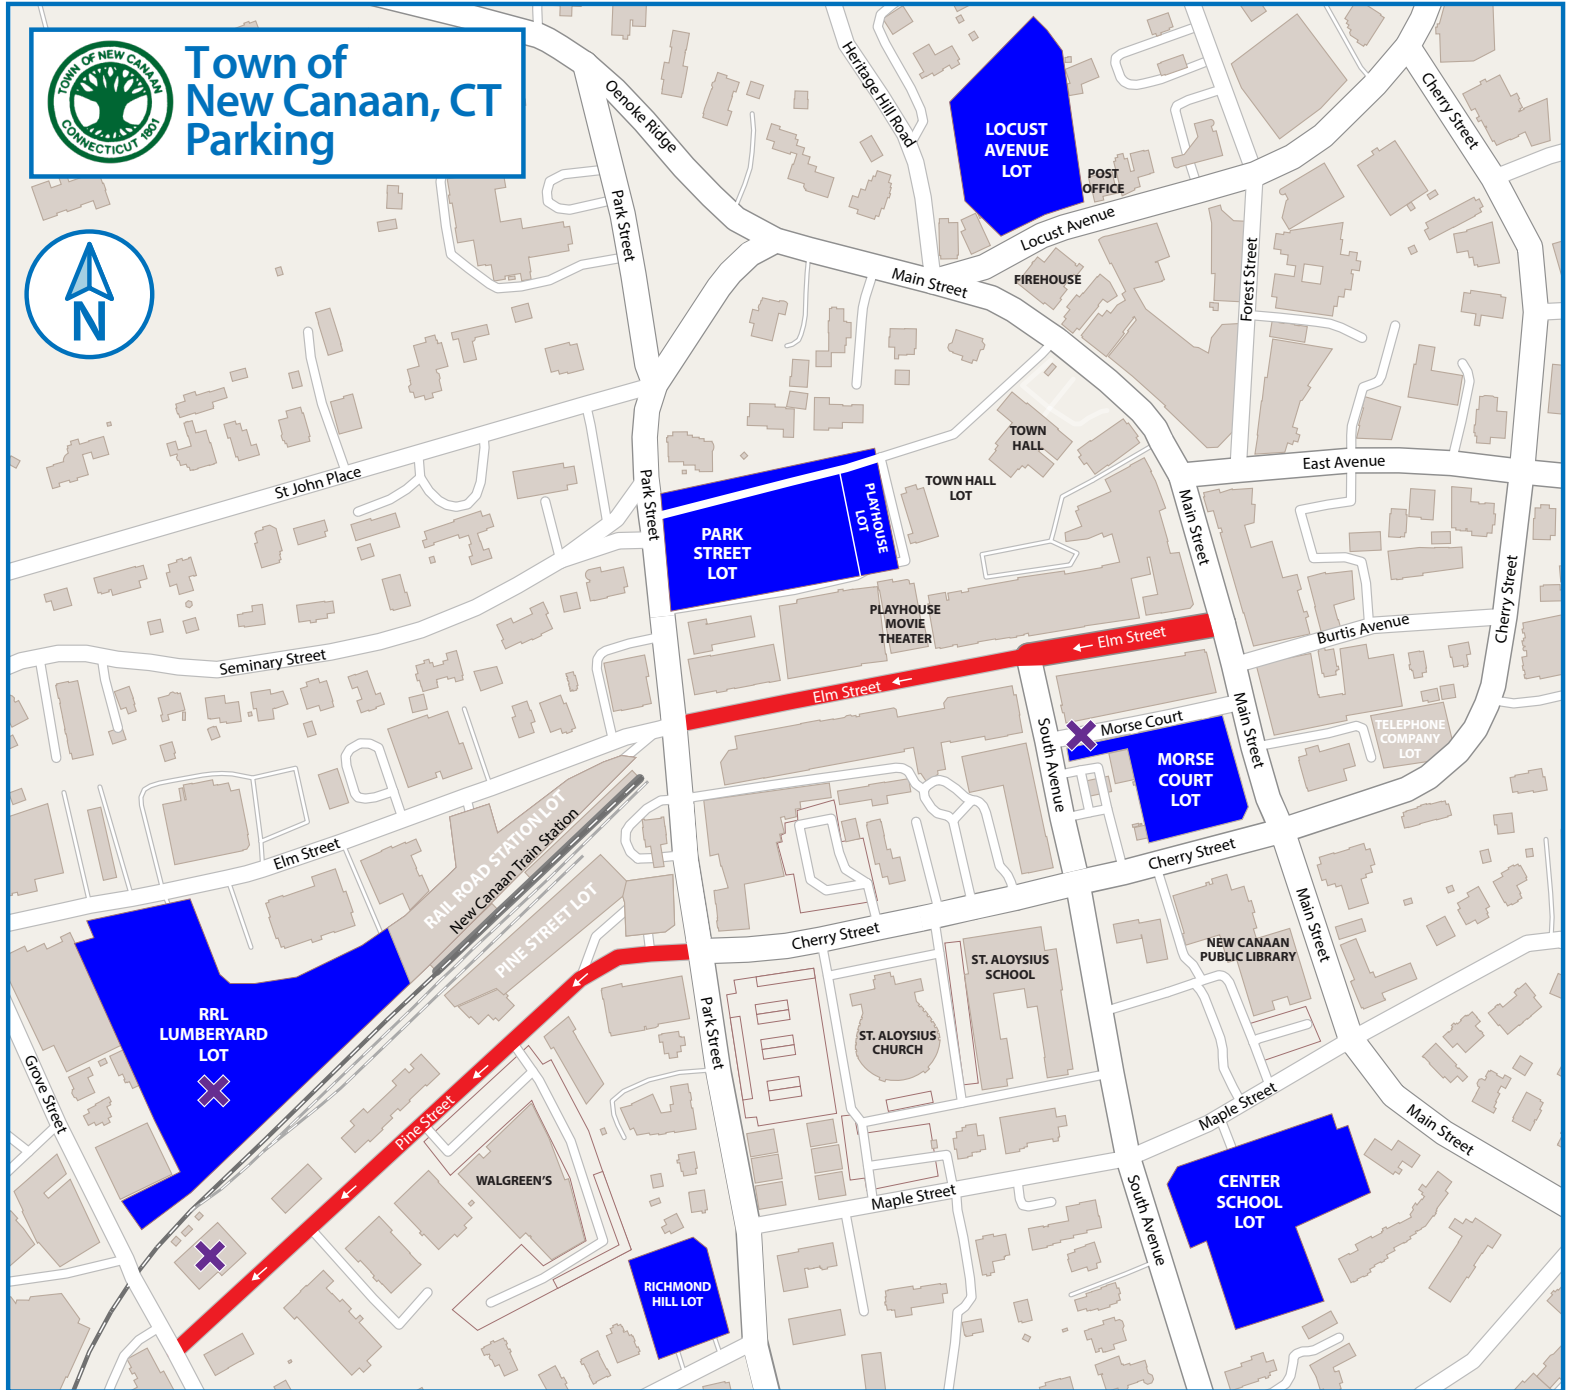 TOWN OF NEW CANAAN
CONNECTICUT 1801
Town of
New Canaan, CT
Parking
N
Oenoke Ridge
Heritage Hill Road
LOCUST
AVENUE
LOT
POST
OFFICE
Cherry Street
Park Street
Locust Avenue
Main Street
FIREHOUSE
Forest Street
St John Place
Park Street
TOWN
HALL
TOWN HALL
LOT
East Avenue
Main Street
PARK
STREET
LOT
PLAYHOUSE
LOT
PLAYHOUSE
MOVIE
THEATER
Elm Street
Burtis Avenue
Cherry Street
Seminary Street
Elm Street
South Avenue
Morse Court
Main Street
TELEPHONE
COMPANY
LOT
MORSE
COURT
LOT
RAIL ROAD STATION LOT
New Canaan Train Station
PINE STREET LOT
Elm Street
Cherry Street
Cherry Street
Main Street
NEW CANAAN
PUBLIC LIBRARY
ST. ALOYSIUS
SCHOOL
ST. ALOYSIUS
CHURCH
Park Street
RRL
LUMBERYARD
LOT
Grove Street
Pine Street
WALGREEN'S
Maple Street
Maple Street
Main Street
South Avenue
CENTER
SCHOOL
LOT
RICHMOND
HILL LOT